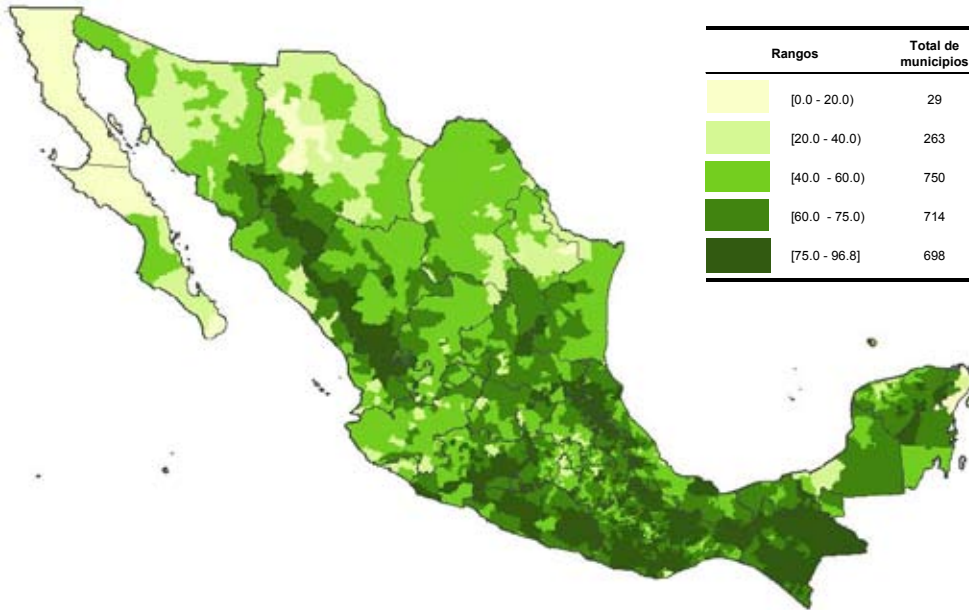 Rangos
Total de
municipios
[0.0 - 20.0) 29
[20.0 - 40.0) 263
[40.0 - 60.0) 750
[60.0 - 75.0) 714
[75.0 - 96.8] 698